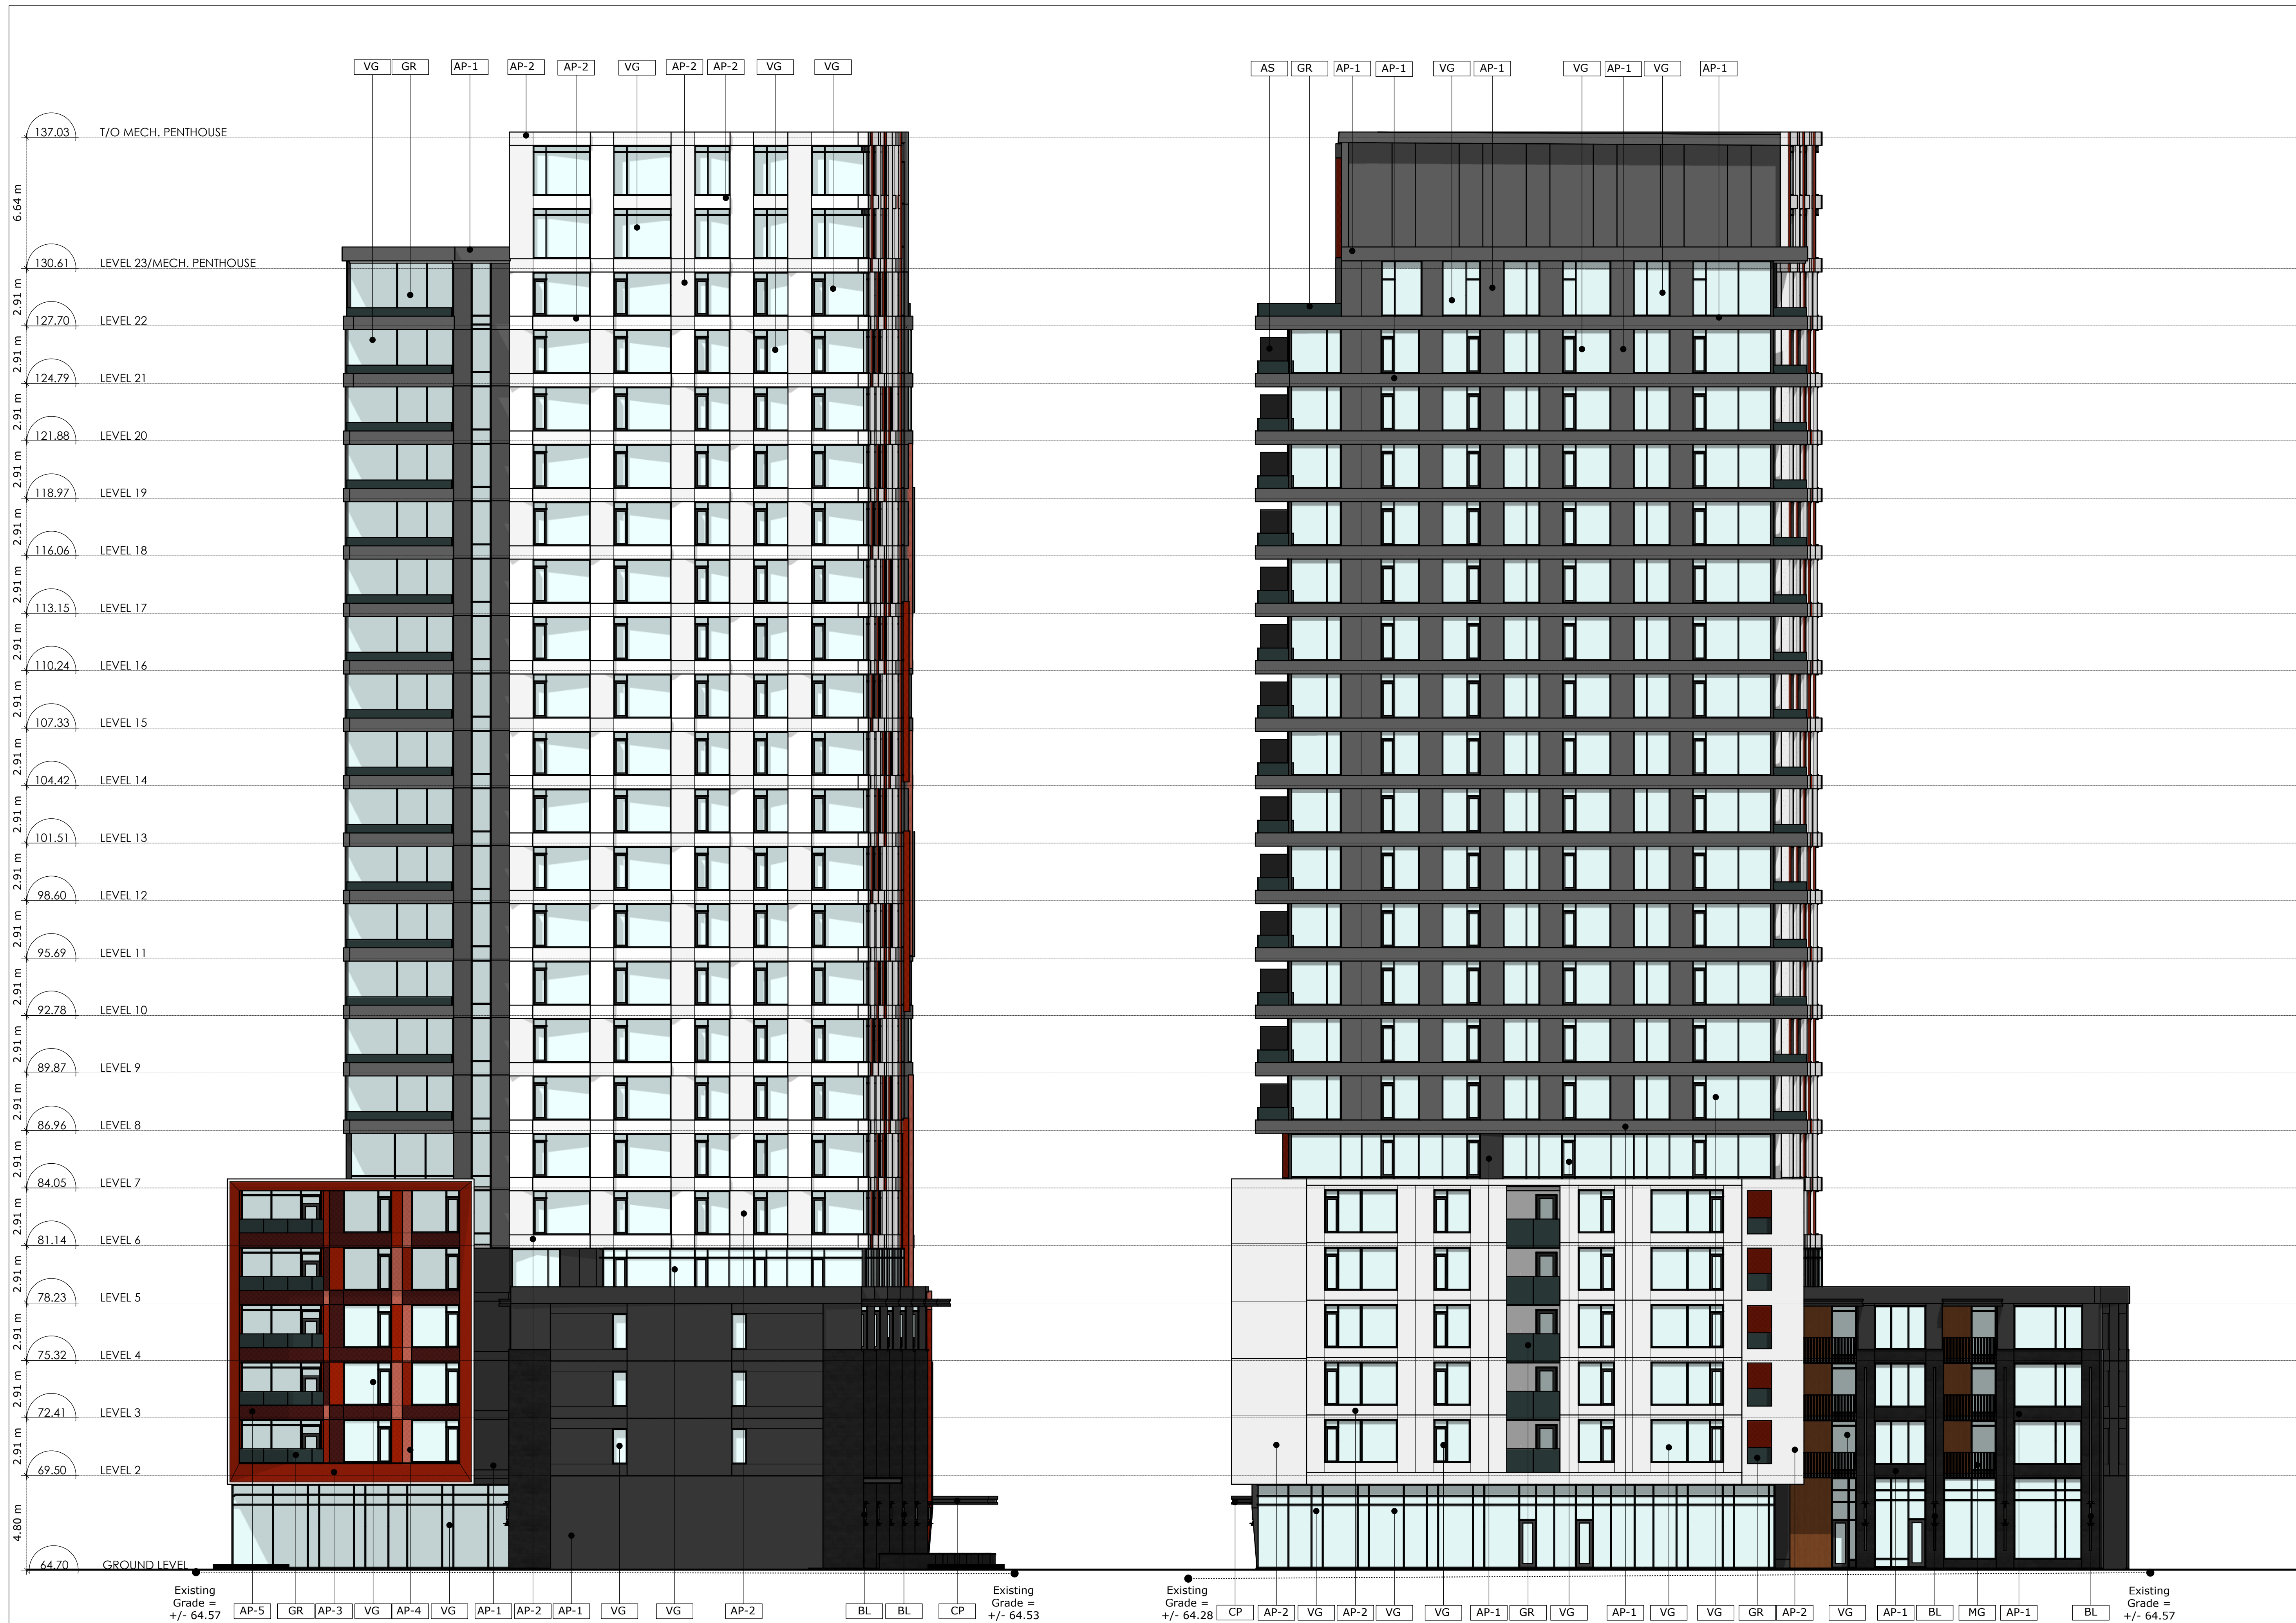 VG GR AP-1 AP-2 AP-2 VG AP-2 AP-2 VG VG
AS GR AP-1 AP-1 VG AP-1 VG AP-1 VG AP-1
137.03 T/O MECH. PENTHOUSE
6.64 m
130.61 LEVEL 23/MECH. PENTHOUSE
2.91 m
127.70 LEVEL 22
2.91 m
124.79 LEVEL 21
2.91 m
121.88 LEVEL 20
2.91 m
118.97 LEVEL 19
2.91 m
116.06 LEVEL 18
2.91 m
113.15 LEVEL 17
2.91 m
110.24 LEVEL 16
2.91 m
107.33 LEVEL 15
2.91 m
104.42 LEVEL 14
2.91 m
101.51 LEVEL 13
2.91 m
98.60 LEVEL 12
2.91 m
95.69 LEVEL 11
2.91 m
92.78 LEVEL 10
2.91 m
89.87 LEVEL 9
2.91 m
86.96 LEVEL 8
2.91 m
84.05 LEVEL 7
2.91 m
81.14 LEVEL 6
2.91 m
78.23 LEVEL 5
2.91 m
75.32 LEVEL 4
2.91 m
72.41 LEVEL 3
2.91 m
69.50 LEVEL 2
4.80 m
64.70 GROUND LEVEL
Existing
Grade =
+/- 64.57
AP-5 GR AP-3 VG AP-4 VG AP-1 AP-2 AP-1 VG VG AP-2 BL BL CP
Existing
Grade =
+/- 64.53
Existing
Grade =
+/- 64.28
CP AP-2 VG AP-2 VG VG AP-1 GR VG AP-1 VG VG GR AP-2 VG AP-1 BL MG AP-1 BL
Existing
Grade =
+/- 64.57